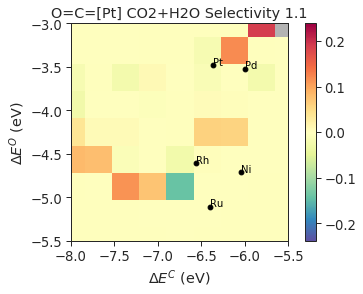 O=C=[Pt] CO2+H2O Selectivity 1.1
−3.0
−3.5
−4.0
−4.5
−5.0
−5.5
ΔE^O (eV)
Pt
Pd
Rh
Ni
Ru
−8.0 −7.5 −7.0 −6.5 −6.0 −5.5
ΔE^C (eV)
0.2
0.1
0.0
−0.1
−0.2